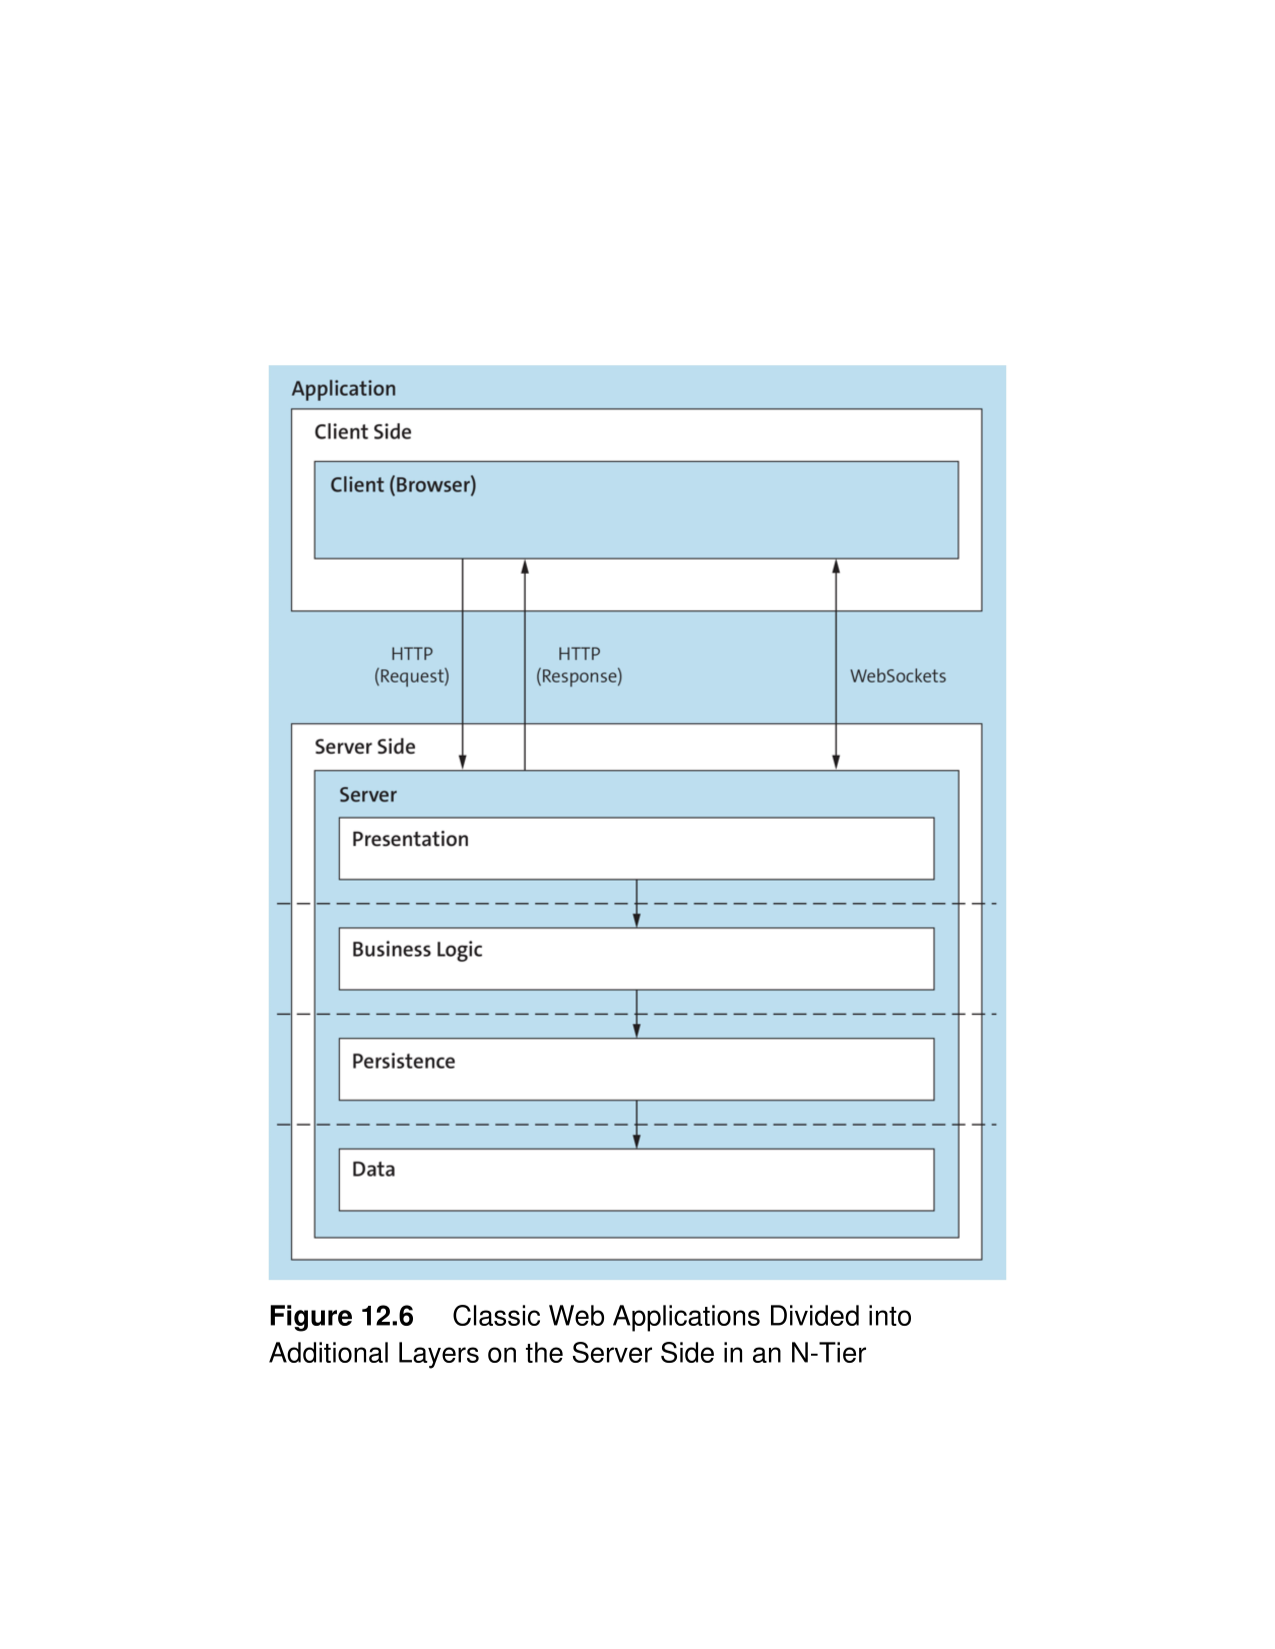 Application
Client Side
Client (Browser)
HTTP
(Request)
HTTP
(Response)
WebSockets
Server Side
Server
Presentation
Business Logic
Persistence
Data
Figure 12.6 Classic Web Applications Divided into
Additional Layers on the Server Side in an N-Tier